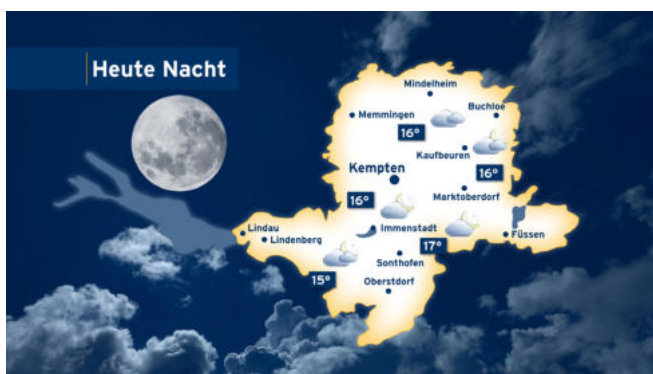 Heute Nacht
Mindelheim
Buchloe
Memmingen
16°
Kaufbeuren
Kempten
16°
16°
Marktoberdorf
Lindau
Immenstadt
Füssen
Lindenberg
17°
Sonthofen
15°
Oberstdorf